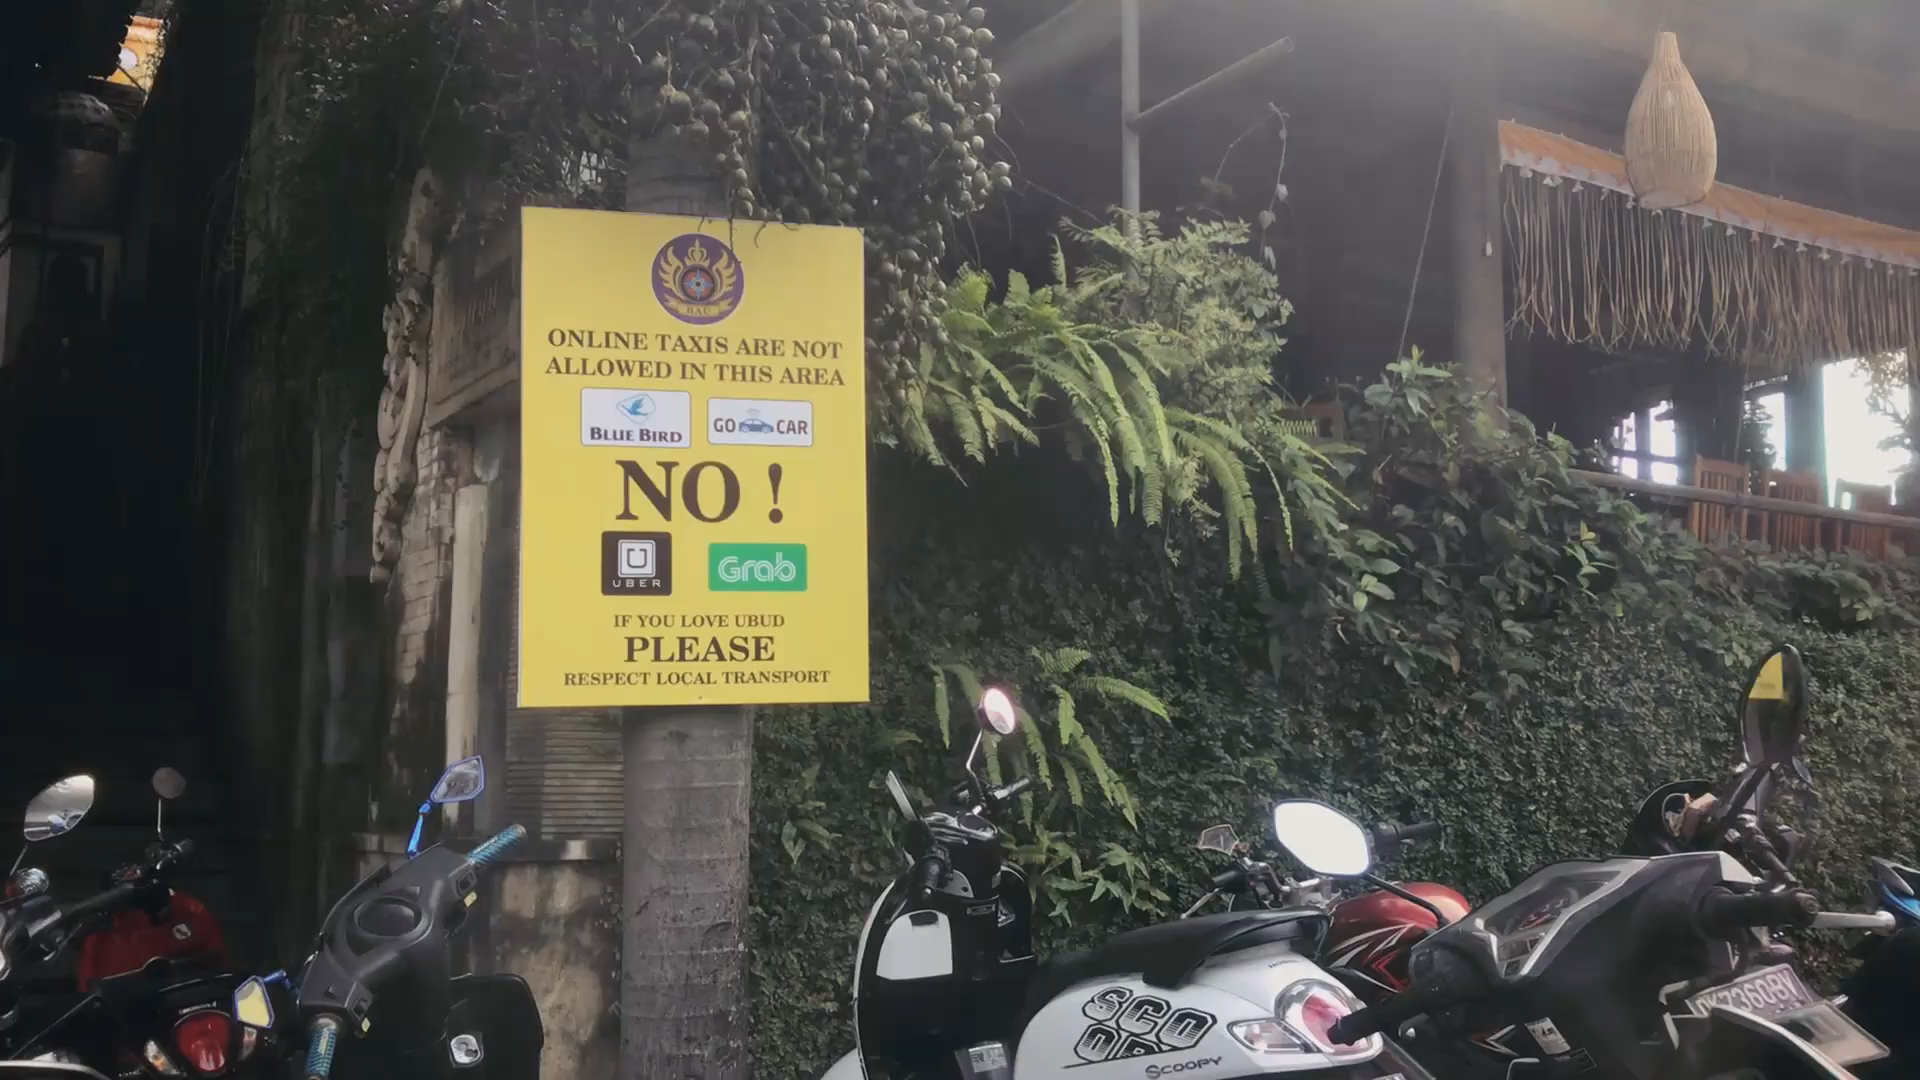 BAU
ONLINE TAXIS ARE NOT
ALLOWED IN THIS AREA
BLUE BIRD
GO CAR
NO !
U
UBER
Grab
IF YOU LOVE UBUD
PLEASE
RESPECT LOCAL TRANSPORT
SCO
Scoopy